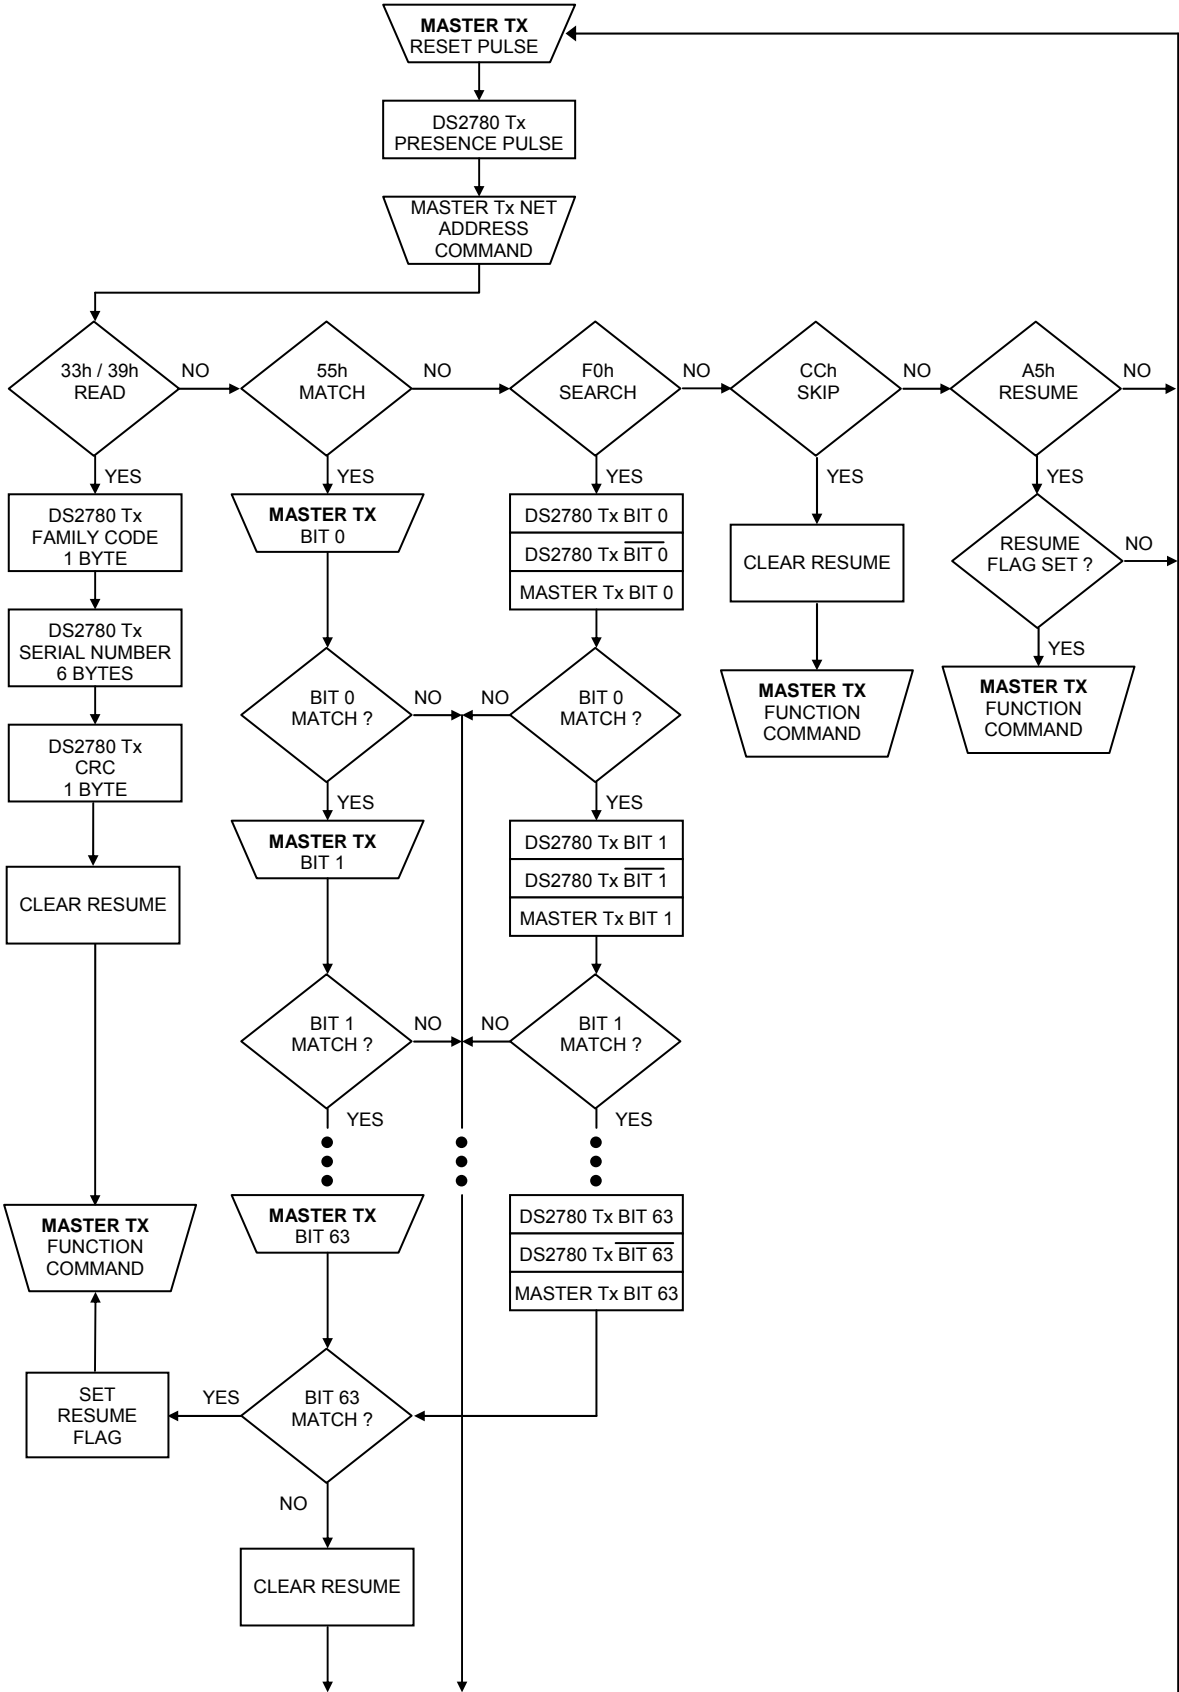 MASTER TX
RESET PULSE
DS2780 Tx
PRESENCE PULSE
MASTER Tx NET
ADDRESS
COMMAND
33h / 39h
READ
NO
55h
MATCH
NO
F0h
SEARCH
NO
CCh
SKIP
NO
A5h
RESUME
NO
YES
YES
YES
YES
YES
DS2780 Tx
FAMILY CODE
1 BYTE
DS2780 Tx
SERIAL NUMBER
6 BYTES
DS2780 Tx
CRC
1 BYTE
CLEAR RESUME
MASTER TX
FUNCTION
COMMAND
SET
RESUME
FLAG
MASTER TX
BIT 0
BIT 0
MATCH ?
NO
YES
MASTER TX
BIT 1
BIT 1
MATCH ?
NO
YES
MASTER TX
BIT 63
BIT 63
MATCH ?
YES
NO
CLEAR RESUME
DS2780 Tx BIT 0
DS2780 Tx B̅I̅T̅ ̅0̅
MASTER Tx BIT 0
NO
BIT 0
MATCH ?
YES
DS2780 Tx BIT 1
DS2780 Tx B̅I̅T̅ ̅1̅
MASTER Tx BIT 1
NO
BIT 1
MATCH ?
YES
DS2780 Tx BIT 63
DS2780 Tx B̅I̅T̅ ̅6̅3̅
MASTER Tx BIT 63
CLEAR RESUME
MASTER TX
FUNCTION
COMMAND
RESUME
FLAG SET ?
NO
YES
MASTER TX
FUNCTION
COMMAND